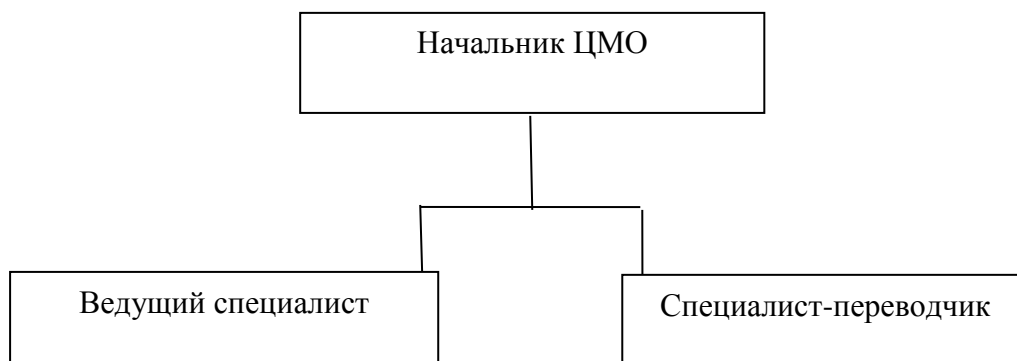 Начальник ЦМО
Ведущий специалист
Специалист-переводчик